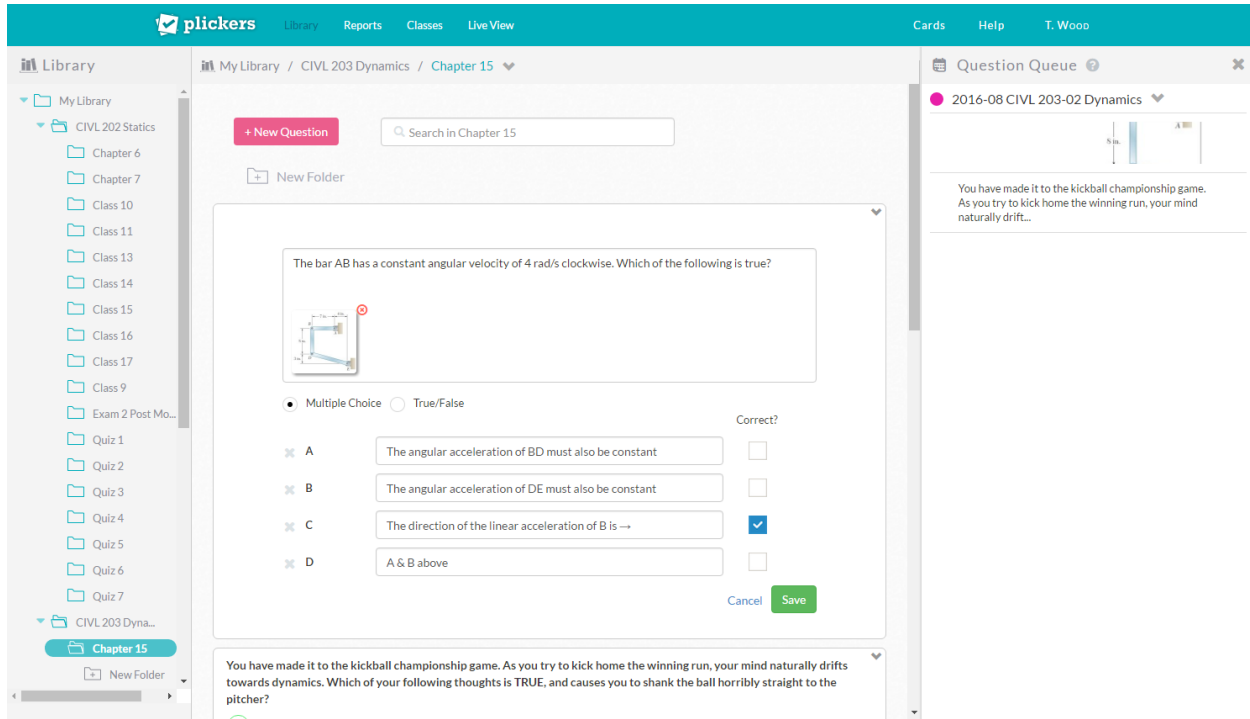 plickers Library Reports Classes Live View Cards Help T. Wood
Library
My Library
CIVL 202 Statics
Chapter 6
Chapter 7
Class 10
Class 11
Class 13
Class 14
Class 15
Class 16
Class 17
Class 9
Exam 2 Post Mo...
Quiz 1
Quiz 2
Quiz 3
Quiz 4
Quiz 5
Quiz 6
Quiz 7
CIVL 203 Dyna...
Chapter 15
New Folder
My Library / CIVL 203 Dynamics / Chapter 15
+ New Question
Search in Chapter 15
New Folder
The bar AB has a constant angular velocity of 4 rad/s clockwise. Which of the following is true?
Multiple Choice True/False
Correct?
A The angular acceleration of BD must also be constant
B The angular acceleration of DE must also be constant
C The direction of the linear acceleration of B is →
D A & B above
Cancel Save
You have made it to the kickball championship game. As you try to kick home the winning run, your mind naturally drifts
towards dynamics. Which of your following thoughts is TRUE, and causes you to shank the ball horribly straight to the
pitcher?
Question Queue ?
2016-08 CIVL 203-02 Dynamics
8 in.
A
You have made it to the kickball championship game.
As you try to kick home the winning run, your mind
naturally drift...